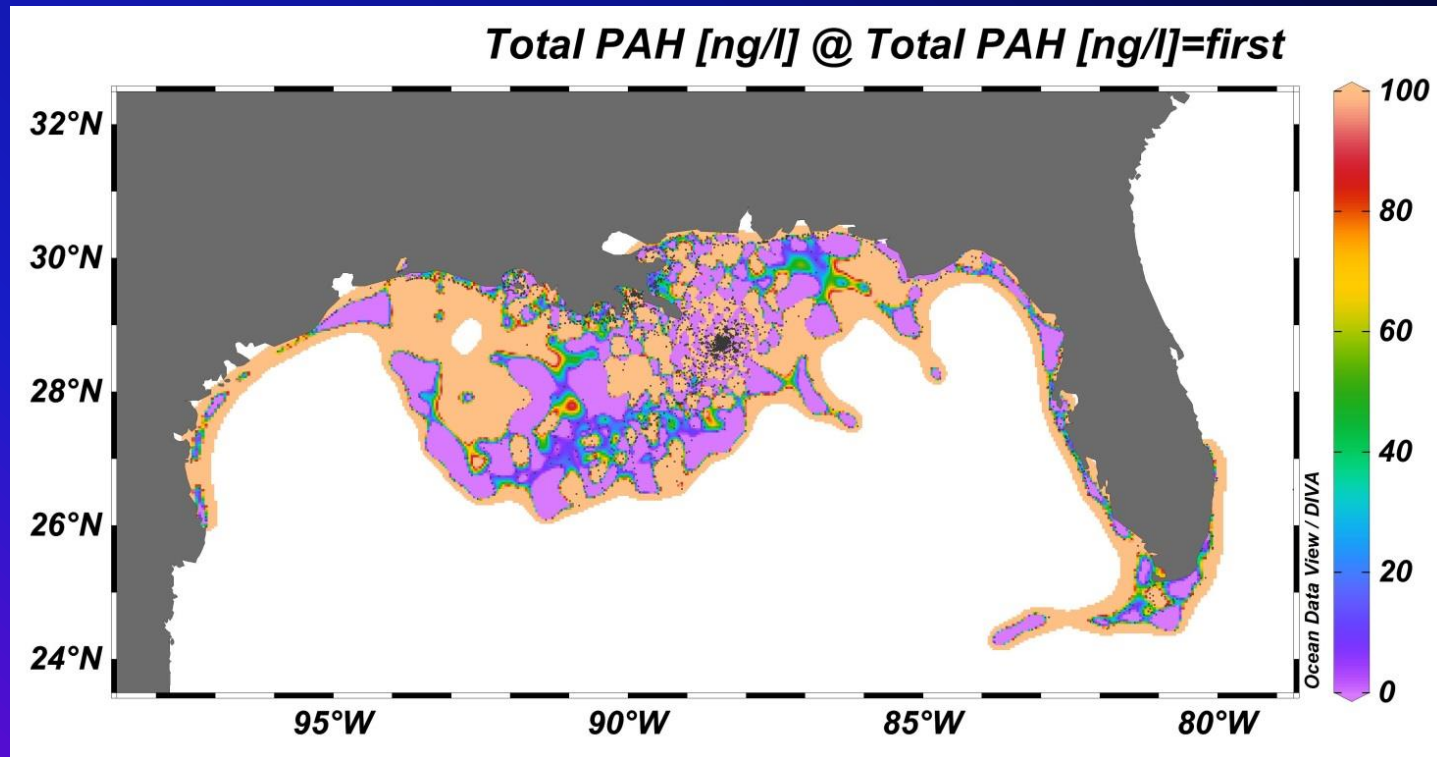 Total PAH [ng/l] @ Total PAH [ng/l]=first
32°N
30°N
28°N
26°N
24°N
95°W
90°W
85°W
80°W
Ocean Data View / DIVA
100
80
60
40
20
0